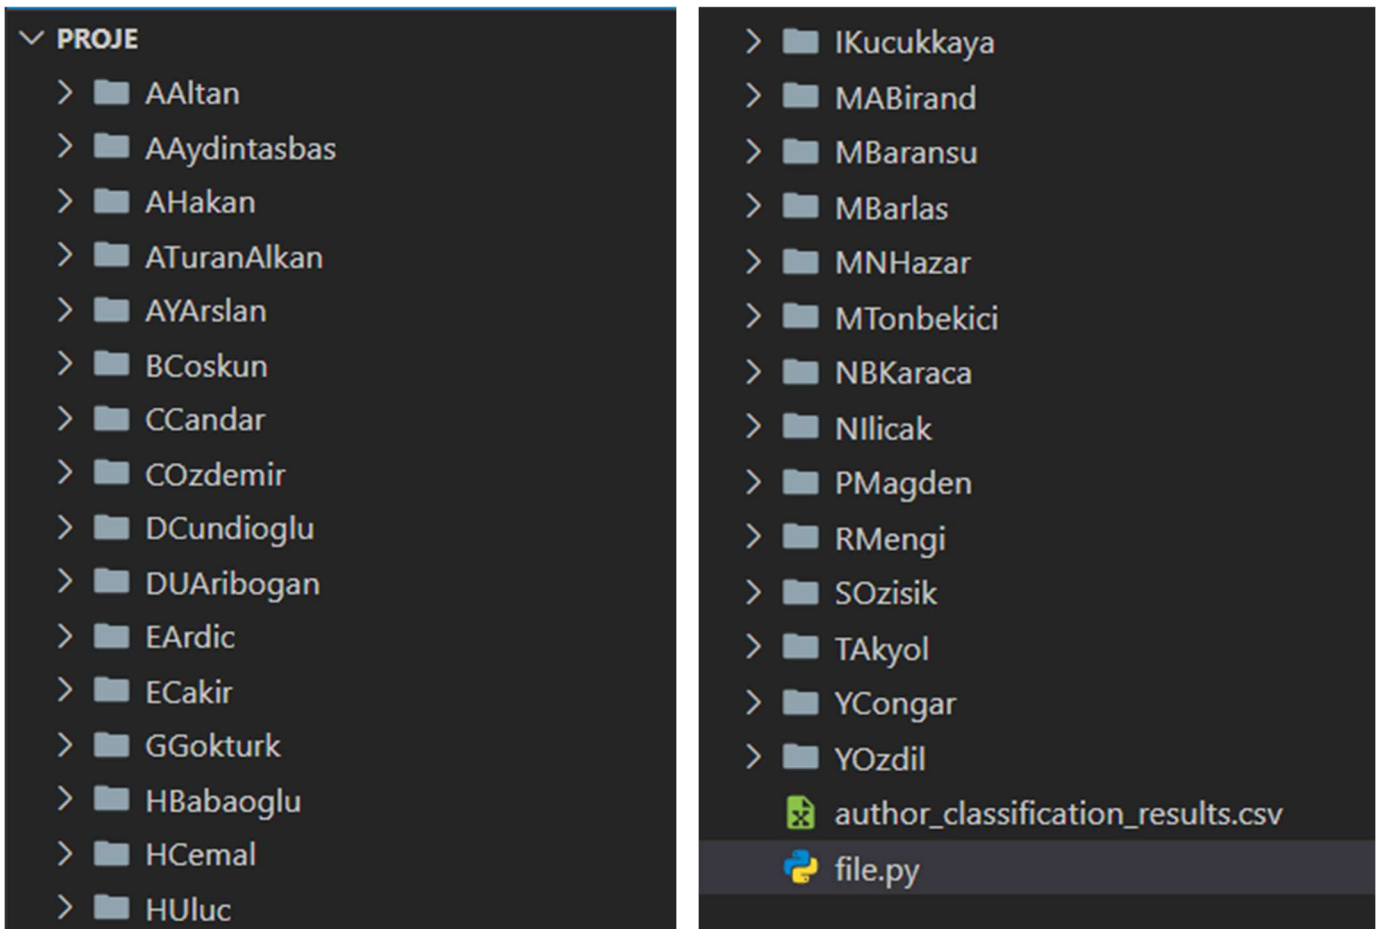 PROJE
AAltan
AAydintasbas
AHakan
ATuranAlkan
AYArslan
BCoskun
CCandar
COzdemir
DCundioglu
DUAribogan
EArdic
ECakir
GGokturk
HBabaoglu
HCemal
HUluc
IKucukkaya
MABirand
MBaransu
MBarlas
MNHazar
MTonbekici
NBKaraca
NIlicak
PMagden
RMengi
SOzisik
TAkyol
YCongar
YOzdil
author_classification_results.csv
file.py